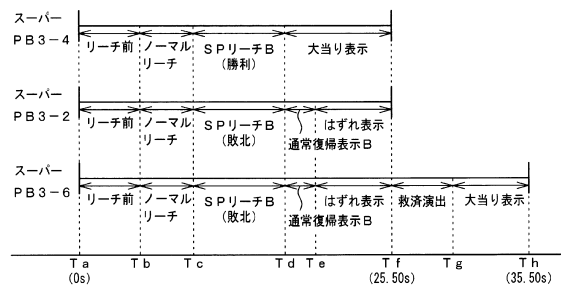 スーパー
PB3-4
リーチ前
ノーマル
リーチ
SPリーチB
(勝利)
大当り表示
スーパー
PB3-2
リーチ前
ノーマル
リーチ
SPリーチB
(敗北)
はずれ表示
通常復帰表示B
スーパー
PB3-6
リーチ前
ノーマル
リーチ
SPリーチB
(敗北)
はずれ表示
救済演出
大当り表示
通常復帰表示B
Ta Tb Tc Td Te Tf Tg Th
(0s) (25.50s) (35.50s)